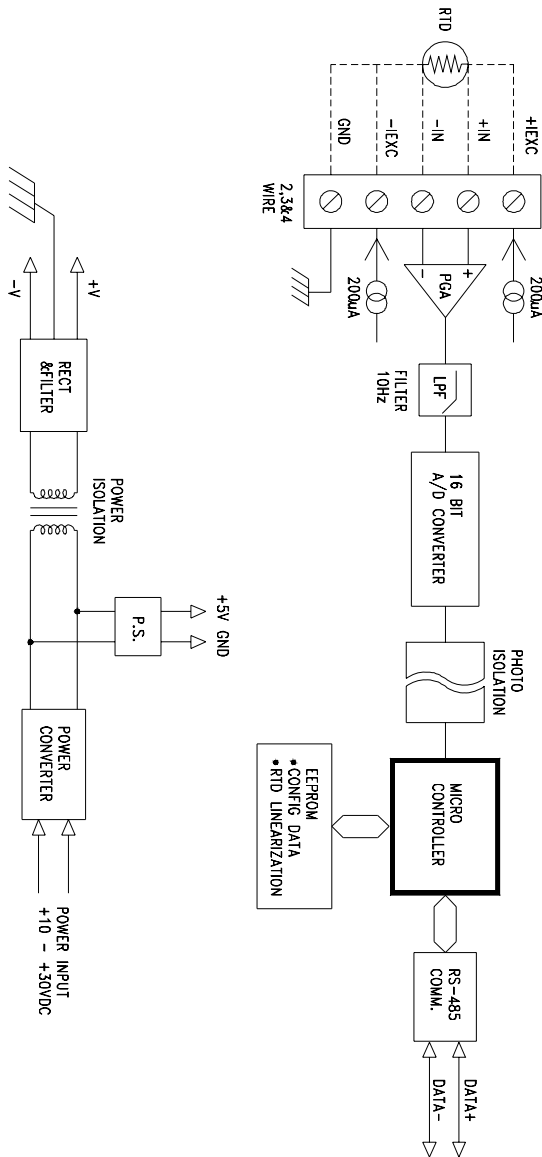 RTD
+IEXC
+IN
-IN
-IEXC
GND
2,3&4
WIRE
200uA
200uA
+
-
PGA
LPF
FILTER
10Hz
16 BIT
A/D CONVERTER
PHOTO
ISOLATION
MICRO
CONTROLLER
EEPROM
*CONFIG DATA
*RTD LINEARIZATION
RS-485
COMM.
DATA+
DATA-
+V
-V
RECT
&FILTER
POWER
ISOLATION
+5V GND
P.S.
POWER
CONVERTER
POWER INPUT
+10 - +30VDC